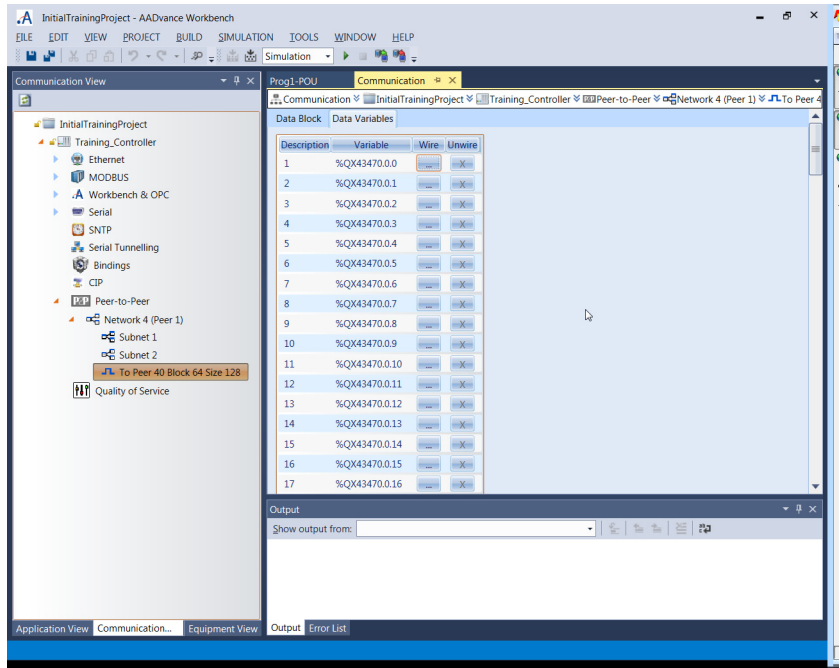 InitialTrainingProject - AADvance Workbench
FILE EDIT VIEW PROJECT BUILD SIMULATION TOOLS WINDOW HELP
Simulation
Communication View
InitialTrainingProject
Training_Controller
Ethernet
MODBUS
Workbench & OPC
Serial
SNTP
Serial Tunnelling
Bindings
CIP
P2P Peer-to-Peer
Network 4 (Peer 1)
Subnet 1
Subnet 2
To Peer 40 Block 64 Size 128
Quality of Service
Application View Communication... Equipment View
Prog1-POU Communication
Communication InitialTrainingProject Training_Controller P2P Peer-to-Peer Network 4 (Peer 1) To Peer 4
Data Block Data Variables
Description Variable Wire Unwire
1 %QX43470.0.0 ... X
2 %QX43470.0.1 ... X
3 %QX43470.0.2 ... X
4 %QX43470.0.3 ... X
5 %QX43470.0.4 ... X
6 %QX43470.0.5 ... X
7 %QX43470.0.6 ... X
8 %QX43470.0.7 ... X
9 %QX43470.0.8 ... X
10 %QX43470.0.9 ... X
11 %QX43470.0.10 ... X
12 %QX43470.0.11 ... X
13 %QX43470.0.12 ... X
14 %QX43470.0.13 ... X
15 %QX43470.0.14 ... X
16 %QX43470.0.15 ... X
17 %QX43470.0.16 ... X
Output
Show output from:
Output Error List